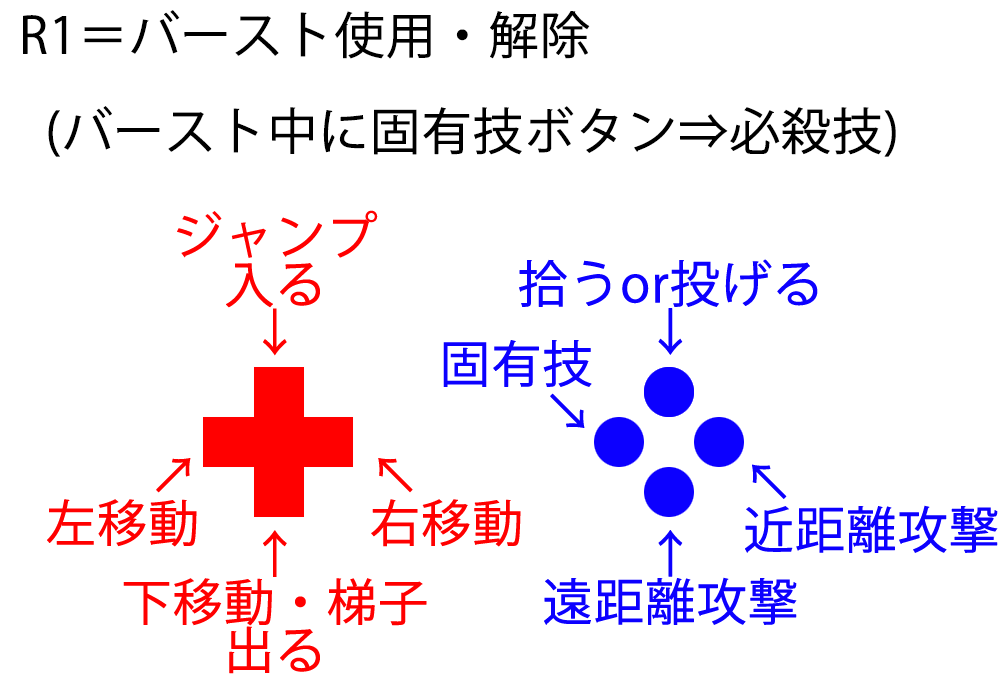 R1＝バースト使用・解除
(バースト中に固有技ボタン⇒必殺技)
ジャンプ
入る
↓
左移動
右移動
下移動・梯子
出る
拾うor投げる
↓
固有技
近距離攻撃
遠距離攻撃